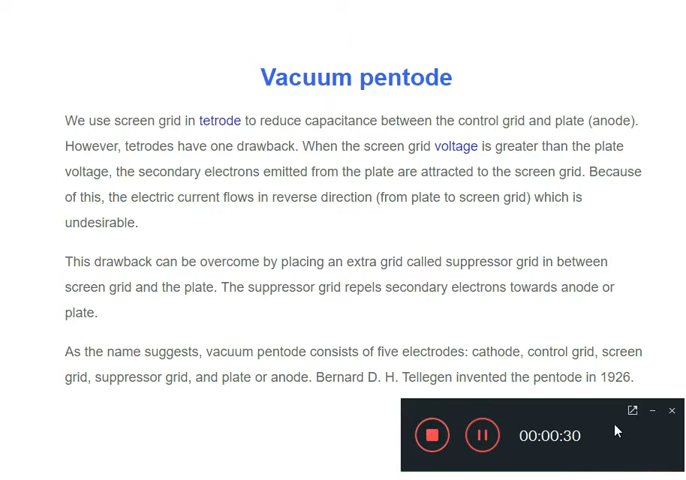 Vacuum pentode
We use screen grid in tetrode to reduce capacitance between the control grid and plate (anode).
However, tetrodes have one drawback. When the screen grid voltage is greater than the plate
voltage, the secondary electrons emitted from the plate are attracted to the screen grid. Because
of this, the electric current flows in reverse direction (from plate to screen grid) which is
undesirable.
This drawback can be overcome by placing an extra grid called suppressor grid in between
screen grid and the plate. The suppressor grid repels secondary electrons towards anode or
plate.
As the name suggests, vacuum pentode consists of five electrodes: cathode, control grid, screen
grid, suppressor grid, and plate or anode. Bernard D. H. Tellegen invented the pentode in 1926.
00:00:30